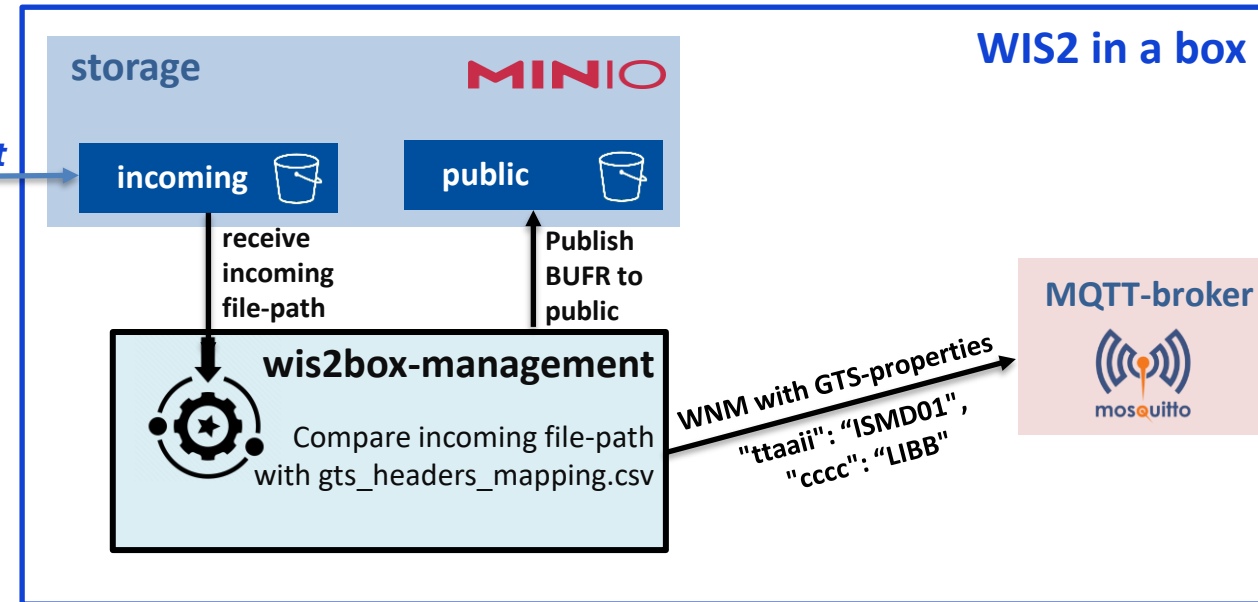 WIS2 in a box
storage
MINIO
t
incoming
public
receive
incoming
file-path
Publish
BUFR to
public
wis2box-management
Compare incoming file-path
with gts_headers_mapping.csv
WNM with GTS-properties
"ttaaii": “ISMD01",
"cccc": “LIBB"
MQTT-broker
mosquitto